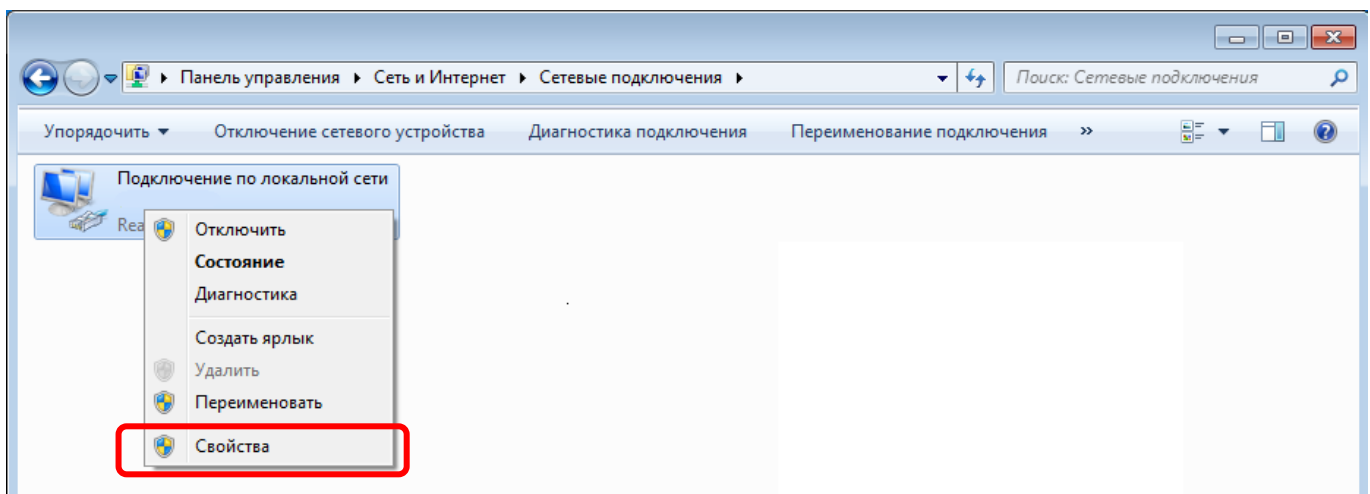 Панель управления Сеть и Интернет Сетевые подключения Поиск: Сетевые подключения
Упорядочить Отключение сетевого устройства Диагностика подключения Переименование подключения »
Подключение по локальной сети
Rea
Отключить
Состояние
Диагностика
Создать ярлык
Удалить
Переименовать
Свойства